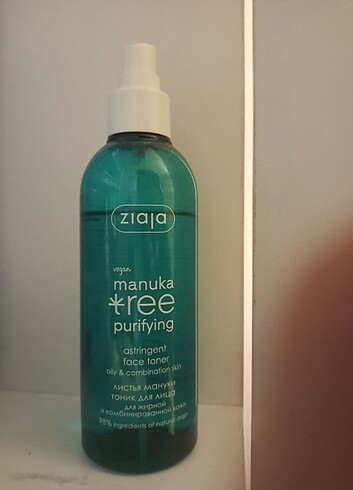 ziaja
vegan
manuka
tree
purifying
astringent
face toner
oily & combination skin
листья мануки
тоник для лица
для жирной
и комбинированной кожи
98% ingredients of natural origin